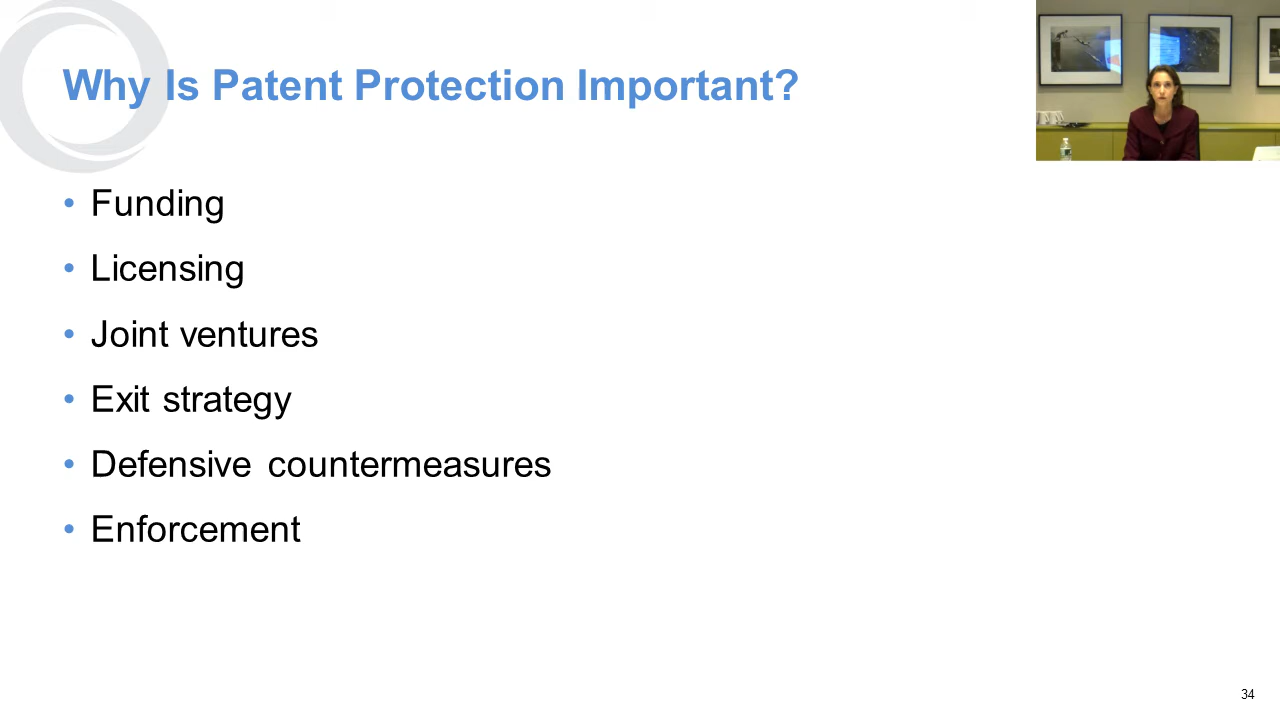 Why Is Patent Protection Important?
• Funding
• Licensing
• Joint ventures
• Exit strategy
• Defensive countermeasures
• Enforcement
34